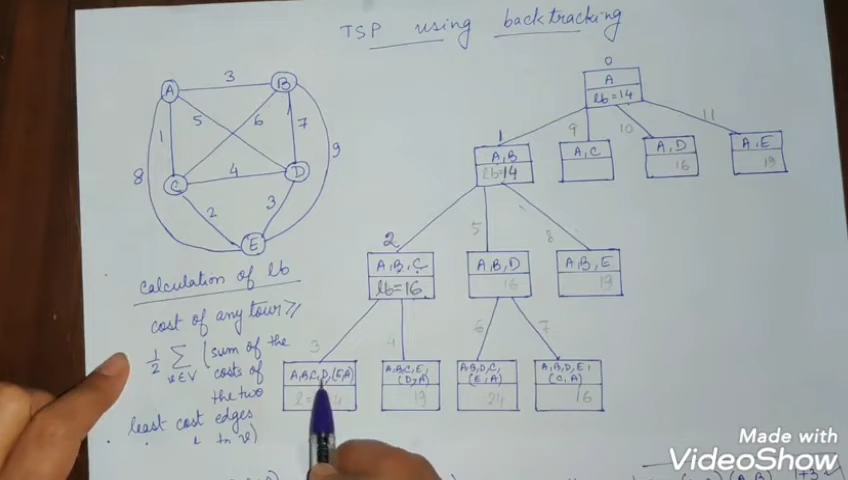 TSP using backtracking
0
A
lb=14
A
3
B
1
5
6
7
8
9
C
4
D
2
3
E
1
9
10
11
A,B
lb=14
A,C
A,D
16
A,E
19
2
5
8
A,B,C
lb=16
A,B,D
16
A,B,E
19
3
4
6
7
A,B,C,D,(E,A)
A,B,C,E,
(D,A)
19
A,B,D,C,
(E,A)
24
A,B,D,E,
(C,A)
16
calculation of lb
cost of any tour ≥
1/2 Σ (sum of the
v∈V
costs of
the two
least cost edges
to v)
(A,B)
Made with
VideoShow